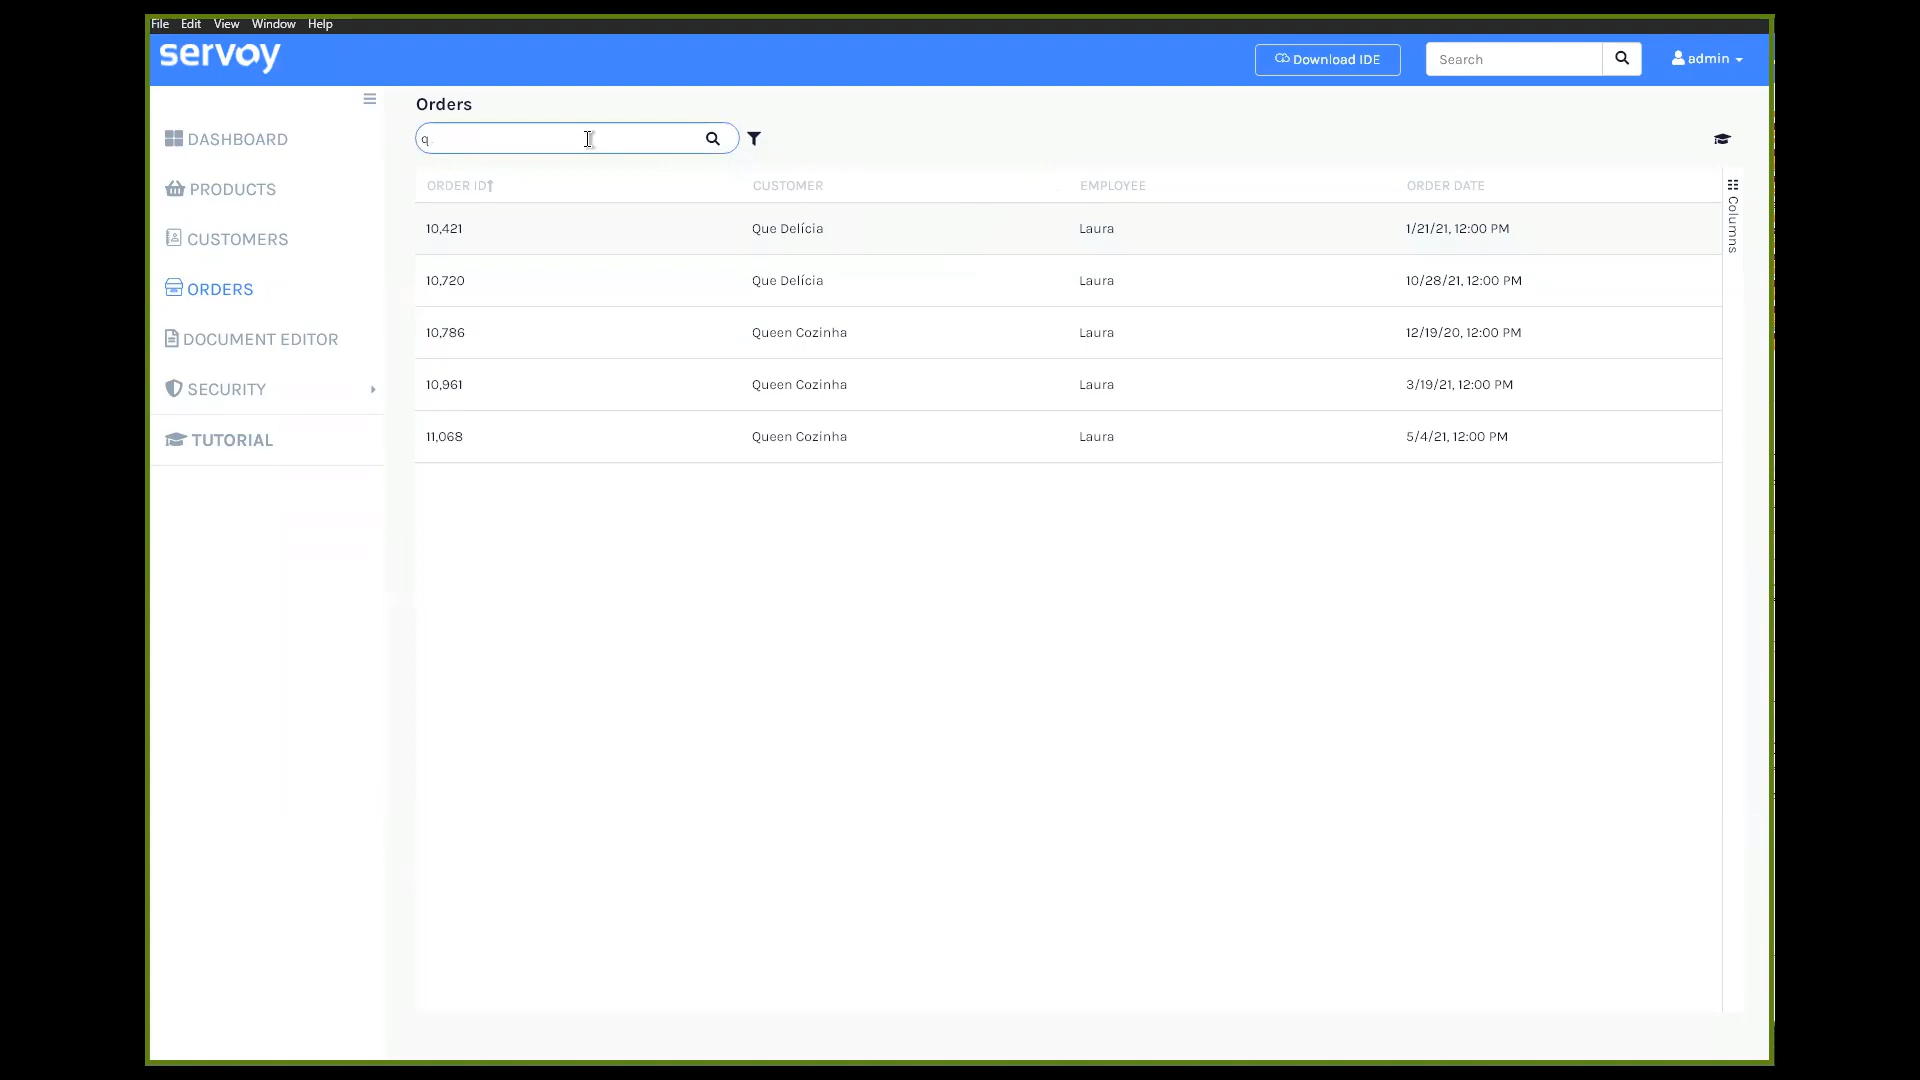 File Edit View Window Help
servoy
Download IDE
Search
admin
DASHBOARD
PRODUCTS
CUSTOMERS
ORDERS
DOCUMENT EDITOR
SECURITY
TUTORIAL
Orders
q
ORDER ID CUSTOMER EMPLOYEE ORDER DATE
10,421 Que Delícia Laura 1/21/21, 12:00 PM
10,720 Que Delícia Laura 10/28/21, 12:00 PM
10,786 Queen Cozinha Laura 12/19/20, 12:00 PM
10,961 Queen Cozinha Laura 3/19/21, 12:00 PM
11,068 Queen Cozinha Laura 5/4/21, 12:00 PM
Columns